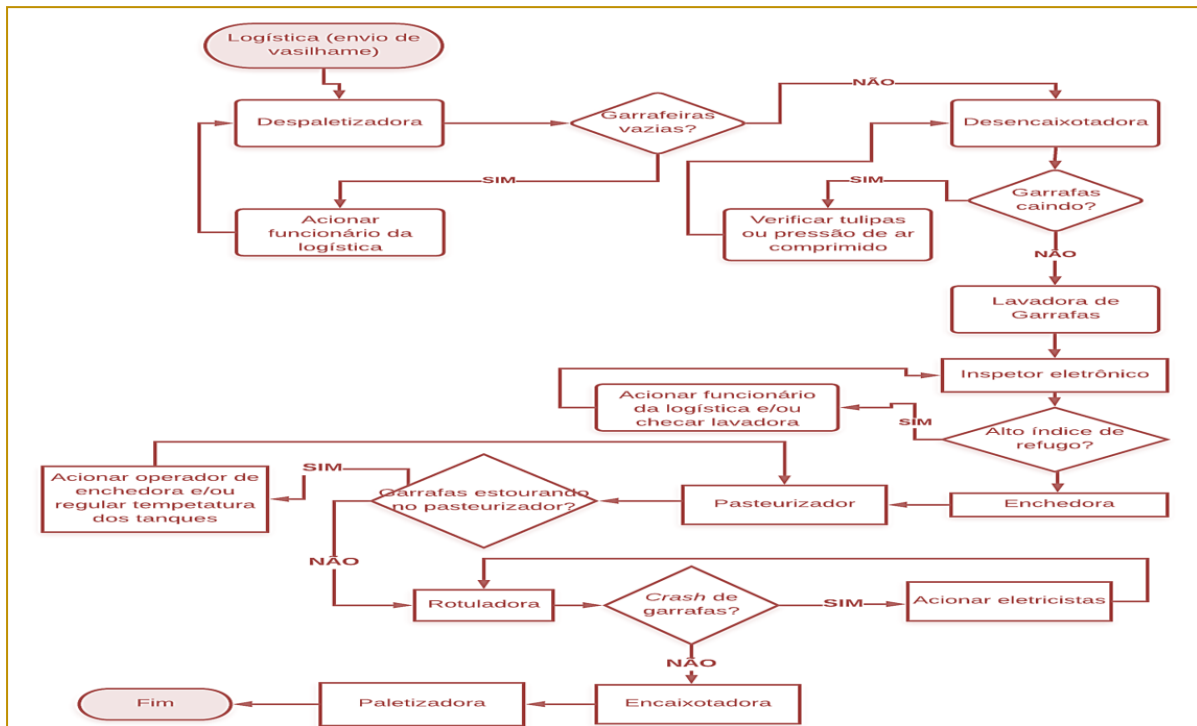 Logística (envio de
vasilhame)
Despaletizadora
Garrafeiras
vazias?
NÃO
Desencaixotadora
SIM
Acionar
funcionário da
logística
Garrafas
caindo?
SIM
Verificar tulipas
ou pressão de ar
comprimido
NÃO
Lavadora de
Garrafas
Inspetor eletrônico
Alto índice de
refugo?
SIM
Acionar funcionário
da logística e/ou
checar lavadora
Enchedora
Pasteurizador
Garrafas estourando
no pasteurizador?
SIM
Acionar operador de
enchedora e/ou
regular tempetatura
dos tanques
NÃO
Rotuladora
Crash de
garrafas?
SIM
Acionar eletricistas
NÃO
Encaixotadora
Paletizadora
Fim